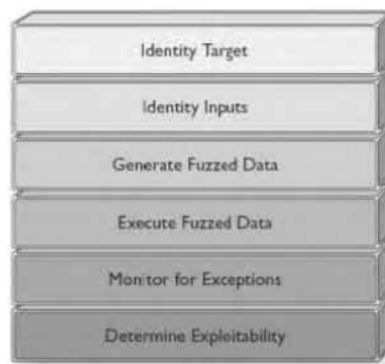 Identity Target
Identity Inputs
Generate Fuzzed Data
Execute Fuzzed Data
Monitor for Exceptions
Determine Exploitability